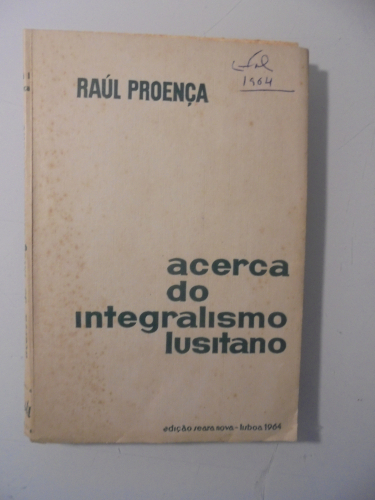 RAÚL PROENÇA
1964
acerca
do
integralismo
lusitano
edição seara nova - lisboa 1964